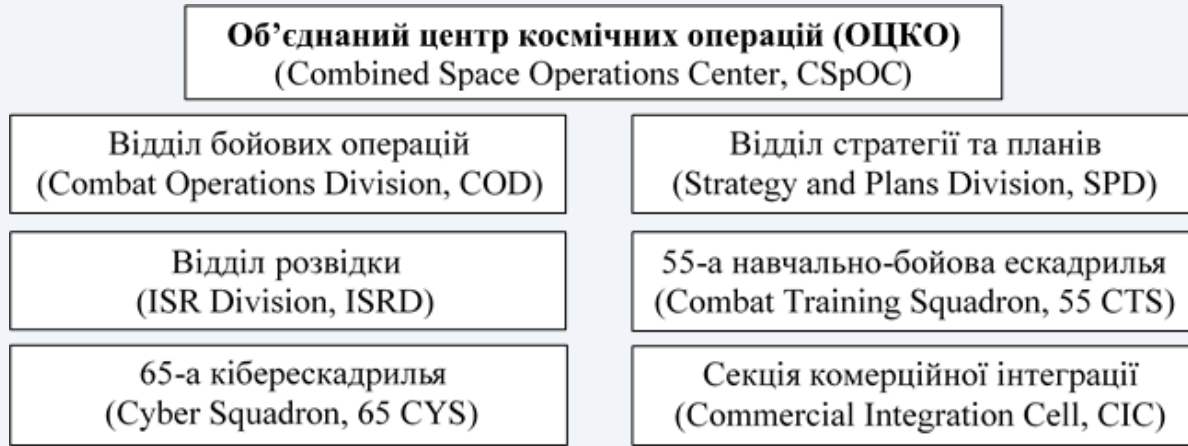 Об’єднаний центр космічних операцій (ОЦКО)
(Combined Space Operations Center, CSpOC)
Відділ бойових операцій
(Combat Operations Division, COD)
Відділ стратегії та планів
(Strategy and Plans Division, SPD)
Відділ розвідки
(ISR Division, ISRD)
55-а навчально-бойова ескадрилья
(Combat Training Squadron, 55 CTS)
65-а кіберескадрилья
(Cyber Squadron, 65 CYS)
Секція комерційної інтеграції
(Commercial Integration Cell, CIC)